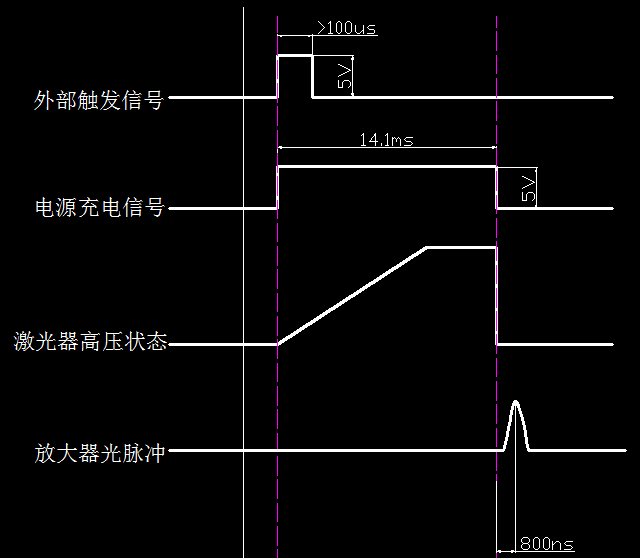 >100us
5V
外部触发信号
14.1ms
5V
电源充电信号
激光器高压状态
放大器光脉冲
800ns